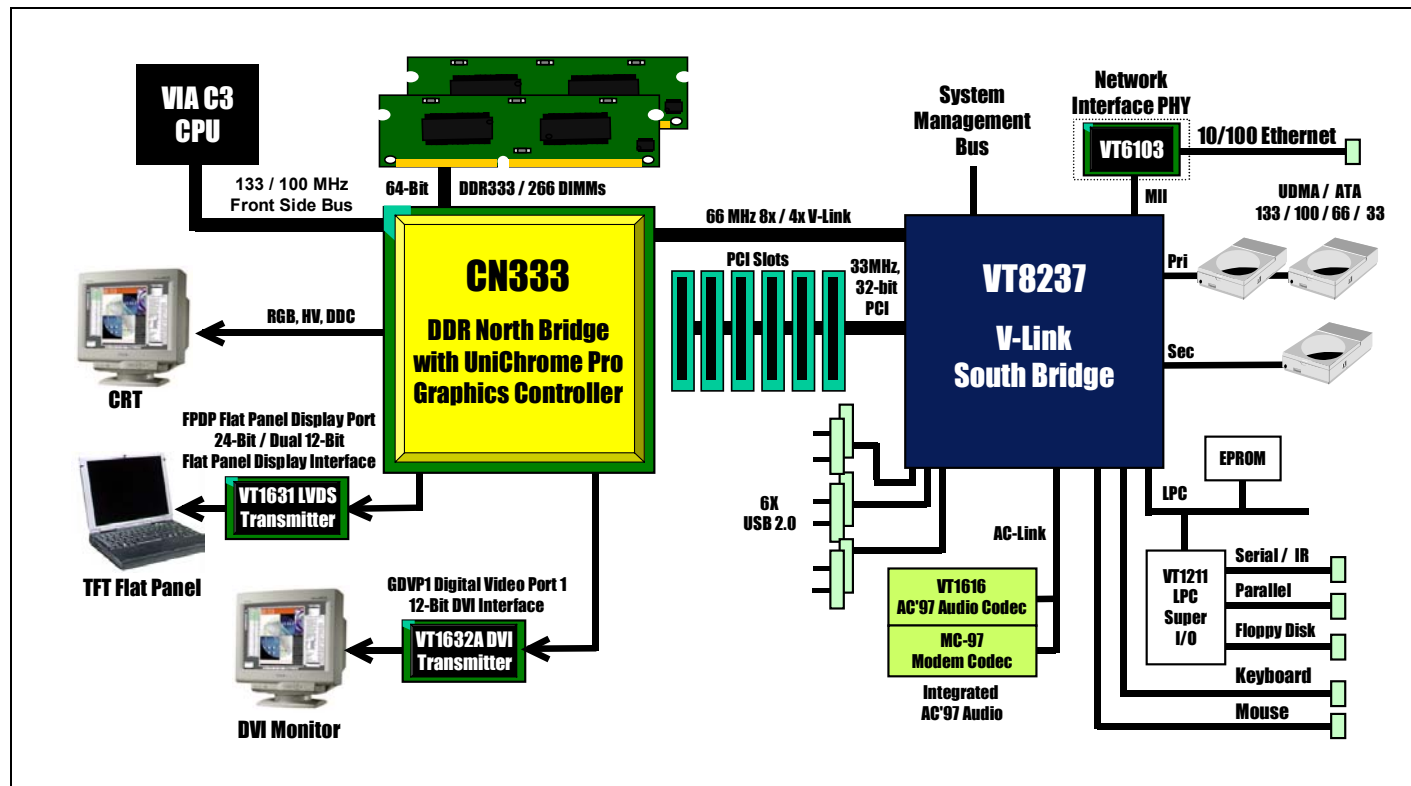 VIA C3
CPU
133 / 100 MHz
Front Side Bus
64-Bit
DDR333 / 266 DIMMs
CN333
DDR North Bridge
with UniChrome Pro
Graphics Controller
RGB, HV, DDC
CRT
FPDP Flat Panel Display Port
24-Bit / Dual 12-Bit
Flat Panel Display Interface
VT1631 LVDS
Transmitter
TFT Flat Panel
GDVP1 Digital Video Port 1
12-Bit DVI Interface
VT1632A DVI
Transmitter
DVI Monitor
66 MHz 8x / 4x V-Link
PCI Slots
33MHz,
32-bit
PCI
System
Management
Bus
Network
Interface PHY
VT6103
10/100 Ethernet
MII
UDMA / ATA
133 / 100 / 66 / 33
VT8237
V-Link
South Bridge
Pri
Sec
6X
USB 2.0
AC-Link
VT1616
AC'97 Audio Codec
MC-97
Modem Codec
Integrated
AC'97 Audio
EPROM
LPC
VT1211
LPC
Super
I/O
Serial / IR
Parallel
Floppy Disk
Keyboard
Mouse